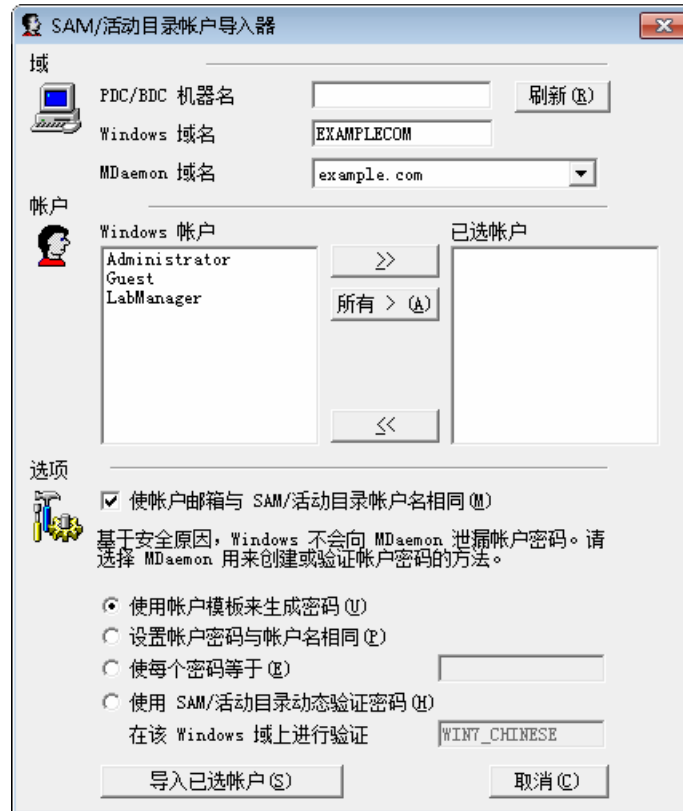 SAM/活动目录帐户导入器
域
PDC/BDC 机器名
刷新(R)
Windows 域名
EXAMPLECOM
MDaemon 域名
example.com
帐户
Windows 帐户
已选帐户
Administrator
Guest
LabManager
>>
所有 > (A)
<<
选项
使帐户邮箱与 SAM/活动目录帐户名相同(M)
基于安全原因，Windows 不会向 MDaemon 泄漏帐户密码。请
选择 MDaemon 用来创建或验证帐户密码的方法。
使用帐户模板来生成密码(U)
设置帐户密码与帐户名相同(P)
使每个密码等于(E)
使用 SAM/活动目录动态验证密码(H)
在该 Windows 域上进行验证
WIN7_CHINESE
导入已选帐户(S)
取消(C)